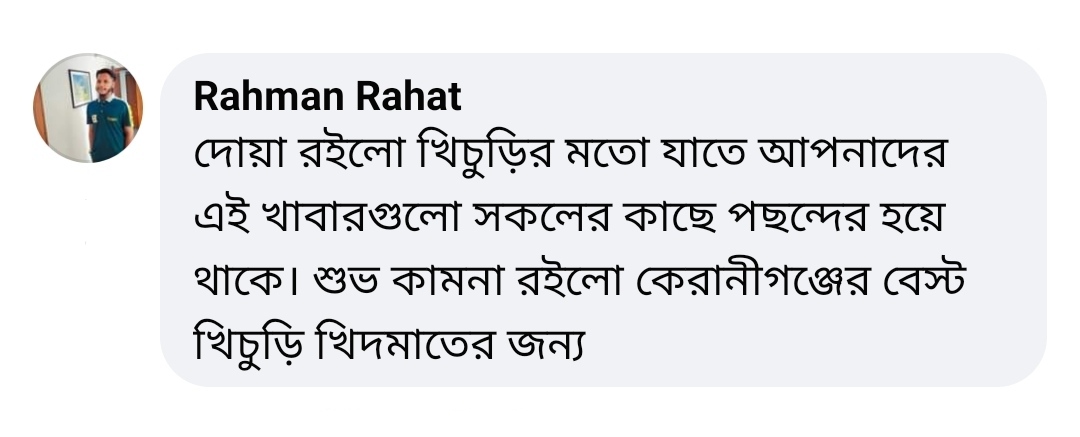 Rahman Rahat
দোয়া রইলো খিচুড়ির মতো যাতে আপনাদের
এই খাবারগুলো সকলের কাছে পছন্দের হয়ে
থাকে। শুভ কামনা রইলো কেরানীগঞ্জের বেস্ট
খিচুড়ি খিদমাতের জন্য